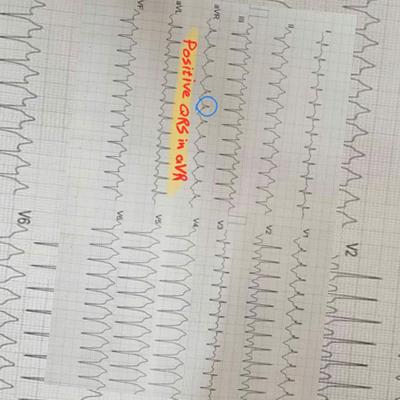 I
II
III
aVR
aVL
aVF
Positive QRS in aVR
V1
V2
V3
V4
V5
V6
V2
V6